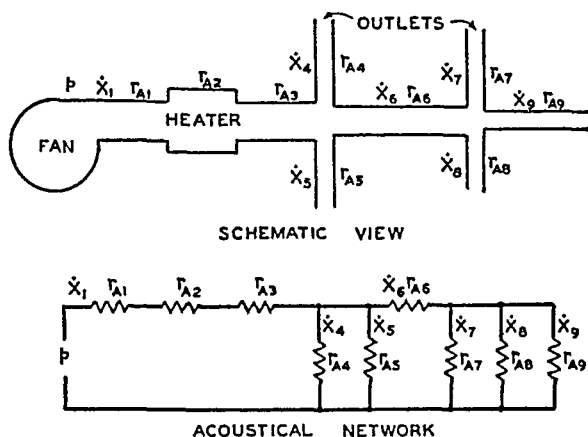 OUTLETS
p Ẋ1 rA1 rA2 rA3 Ẋ4 rA4 Ẋ6 rA6 Ẋ7 rA7 Ẋ9 rA9
HEATER
FAN
Ẋ5 rA5 Ẋ8 rA8
SCHEMATIC VIEW
Ẋ1 rA1 rA2 rA3 Ẋ6 rA6
p Ẋ4 rA4 Ẋ5 rA5 Ẋ7 rA7 Ẋ8 rA8 Ẋ9 rA9
ACOUSTICAL NETWORK